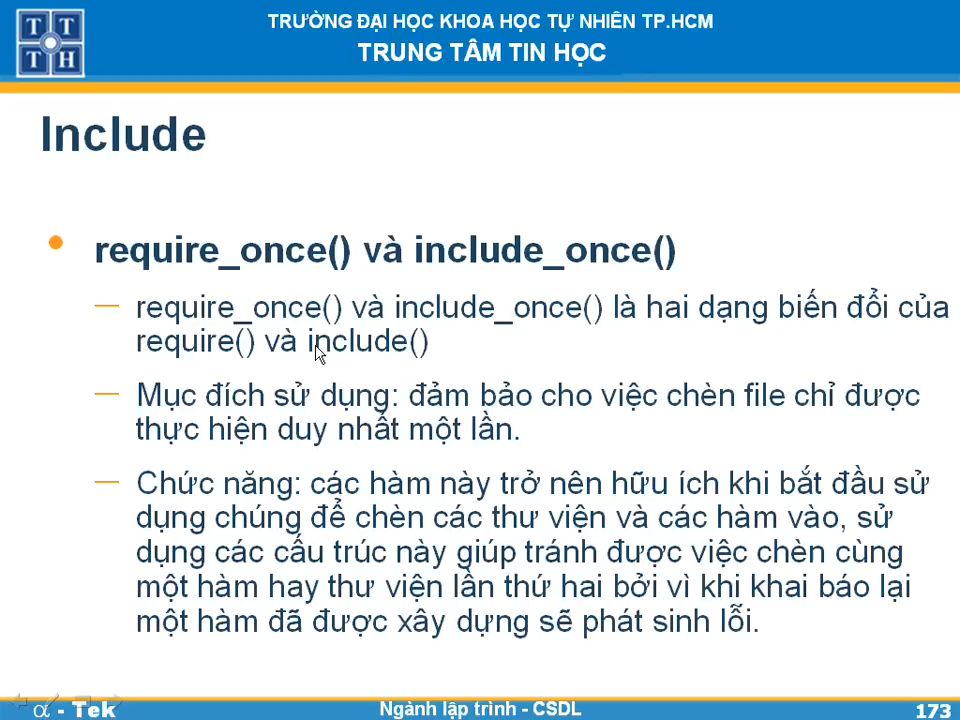 TRƯỜNG ĐẠI HỌC KHOA HỌC TỰ NHIÊN TP.HCM
TRUNG TÂM TIN HỌC
T T
T H
Include
• require_once() và include_once()
— require_once() và include_once() là hai dạng biến đổi của
require() và include()
— Mục đích sử dụng: đảm bảo cho việc chèn file chỉ được
thực hiện duy nhất một lần.
— Chức năng: các hàm này trở nên hữu ích khi bắt đầu sử
dụng chúng để chèn các thư viện và các hàm vào, sử
dụng các cấu trúc này giúp tránh được việc chèn cùng
một hàm hay thư viện lần thứ hai bởi vì khi khai báo lại
một hàm đã được xây dựng sẽ phát sinh lỗi.
α - Tek
Ngành lập trình - CSDL
173